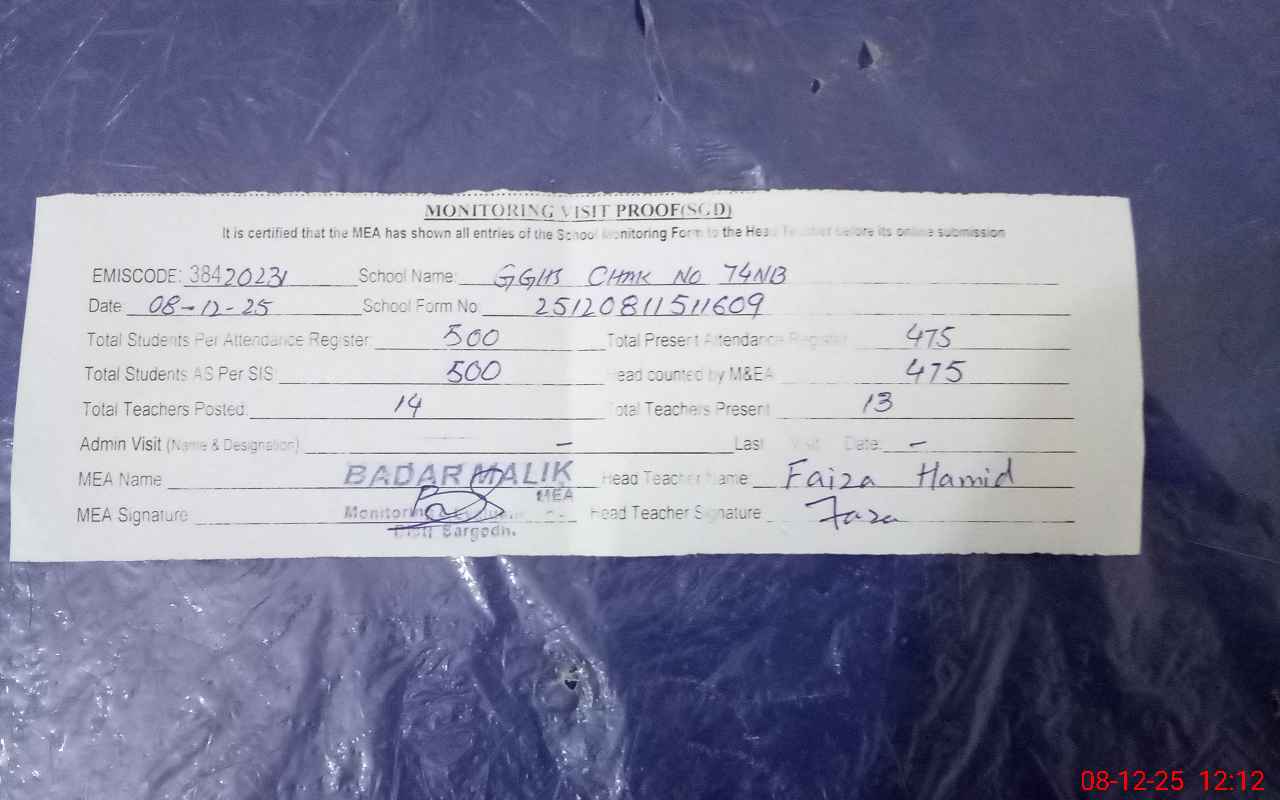 MONITORING VISIT PROOF(SGD)
It is certified that the MEA has shown all entries of the School Monitoring Form to the Head Teacher before its online submission
EMISCODE: 38420231 School Name: GGHS CHAK NO 74NB
Date: 08-12-25 School Form No: 25120811511609
Total Students Per Attendance Register: 500 Total Present Attendance Register 475
Total Students AS Per SIS: 500 Head counted by M&EA 475
Total Teachers Posted: 14 Total Teachers Present 13
Admin Visit (Name & Designation) - Last Visit Date: -
MEA Name BADAR MALIK Head Teacher Name: Faiza Hamid
MEA
MEA Signature Monitoring Head Teacher Signature Faiza
Distt Sargodh.
08-12-25 12:12